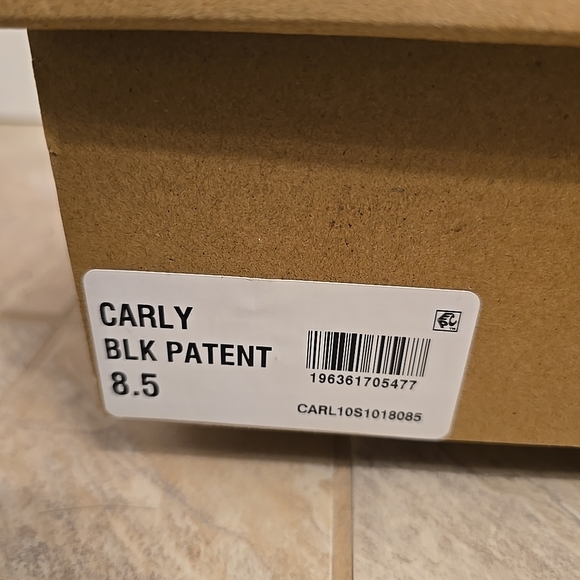 CARLY
BLK PATENT
8.5
196361705477
CARL10S1018085